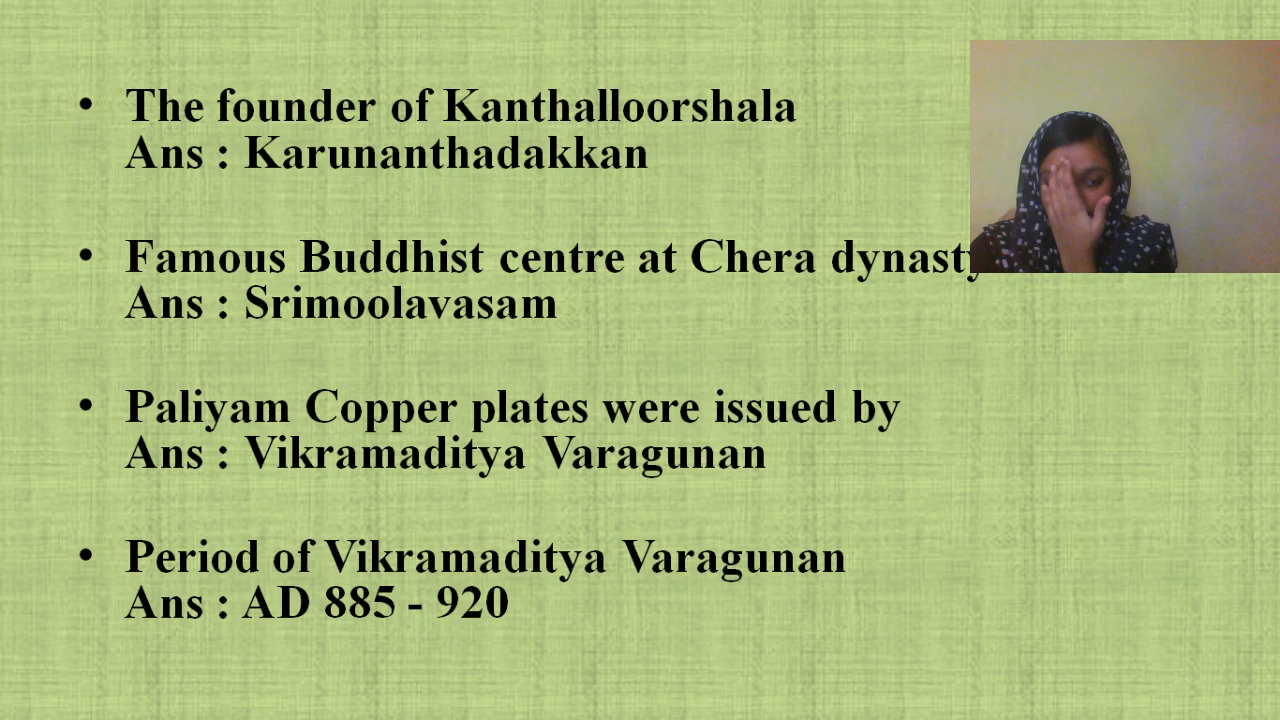 • The founder of Kanthalloorshala
Ans : Karunanthadakkan
• Famous Buddhist centre at Chera dynasty
Ans : Srimoolavasam
• Paliyam Copper plates were issued by
Ans : Vikramaditya Varagunan
• Period of Vikramaditya Varagunan
Ans : AD 885 - 920